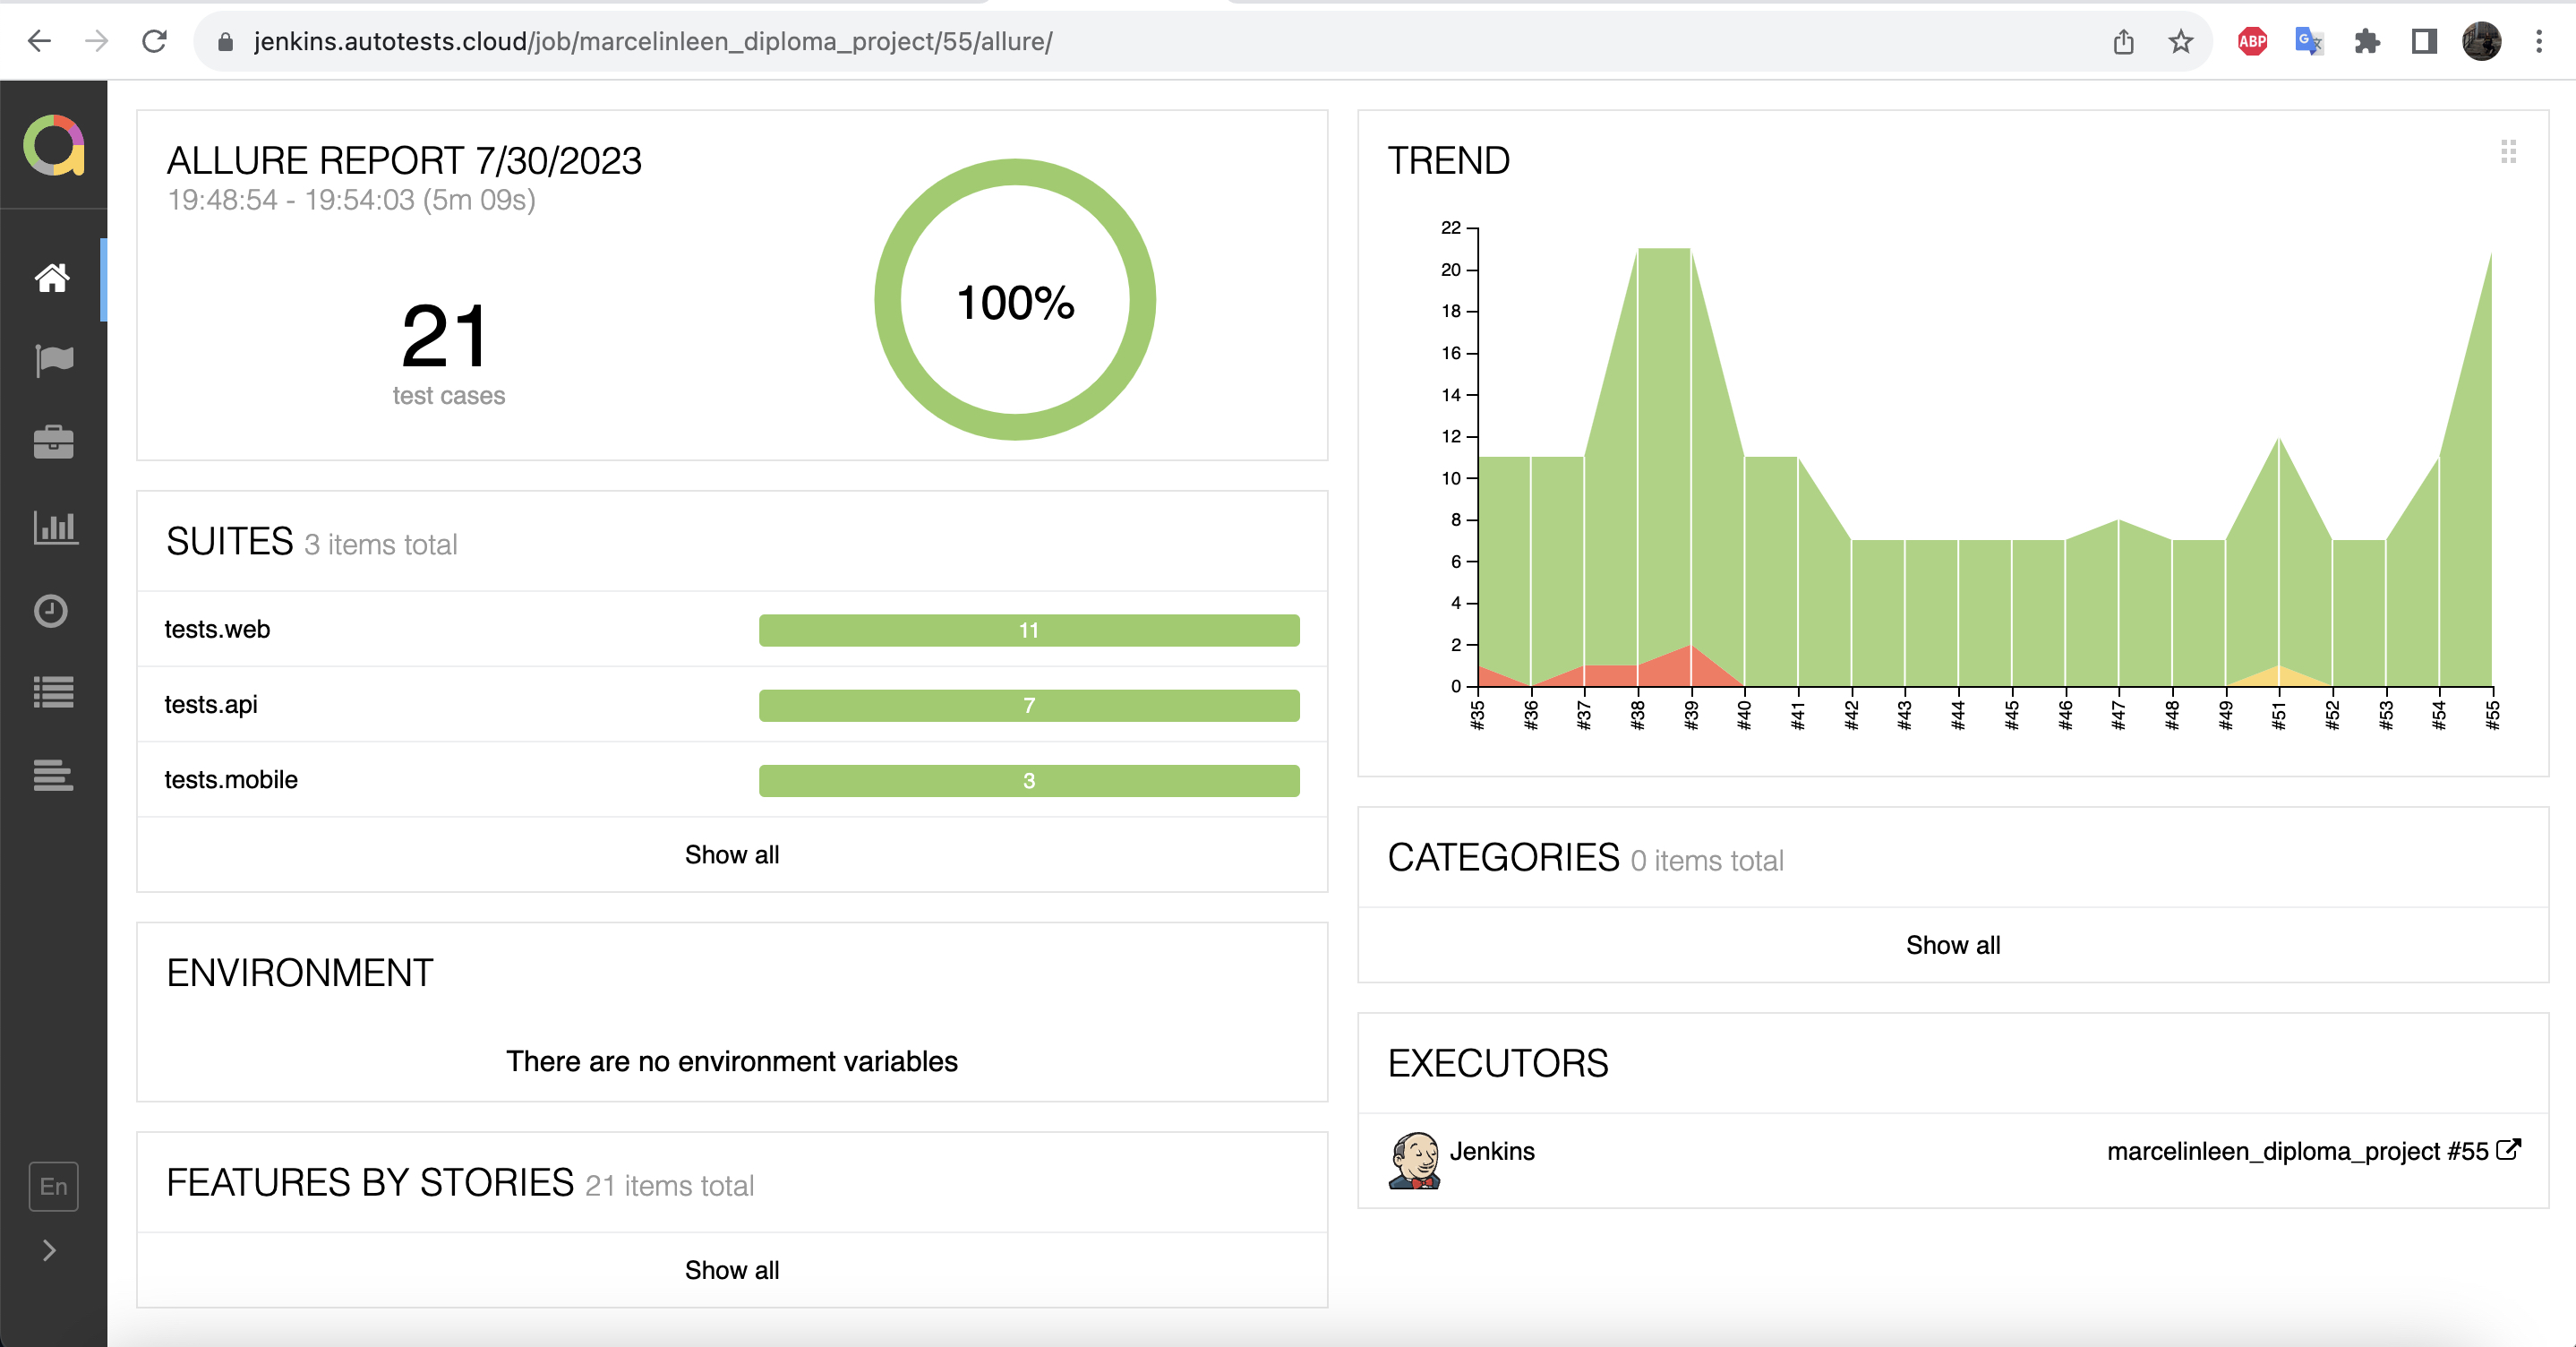 jenkins.autotests.cloud/job/marcelinleen_diploma_project/55/allure/
ABP
G
ALLURE REPORT 7/30/2023
19:48:54 - 19:54:03 (5m 09s)
21
test cases
100%
SUITES 3 items total
tests.web 11
tests.api 7
tests.mobile 3
Show all
ENVIRONMENT
There are no environment variables
FEATURES BY STORIES 21 items total
Show all
En
TREND
22
20
18
16
14
12
10
8
6
4
2
0
#35 #36 #37 #38 #39 #40 #41 #42 #43 #44 #45 #46 #47 #48 #49 #51 #52 #53 #54 #55
CATEGORIES 0 items total
Show all
EXECUTORS
Jenkins marcelinleen_diploma_project #55